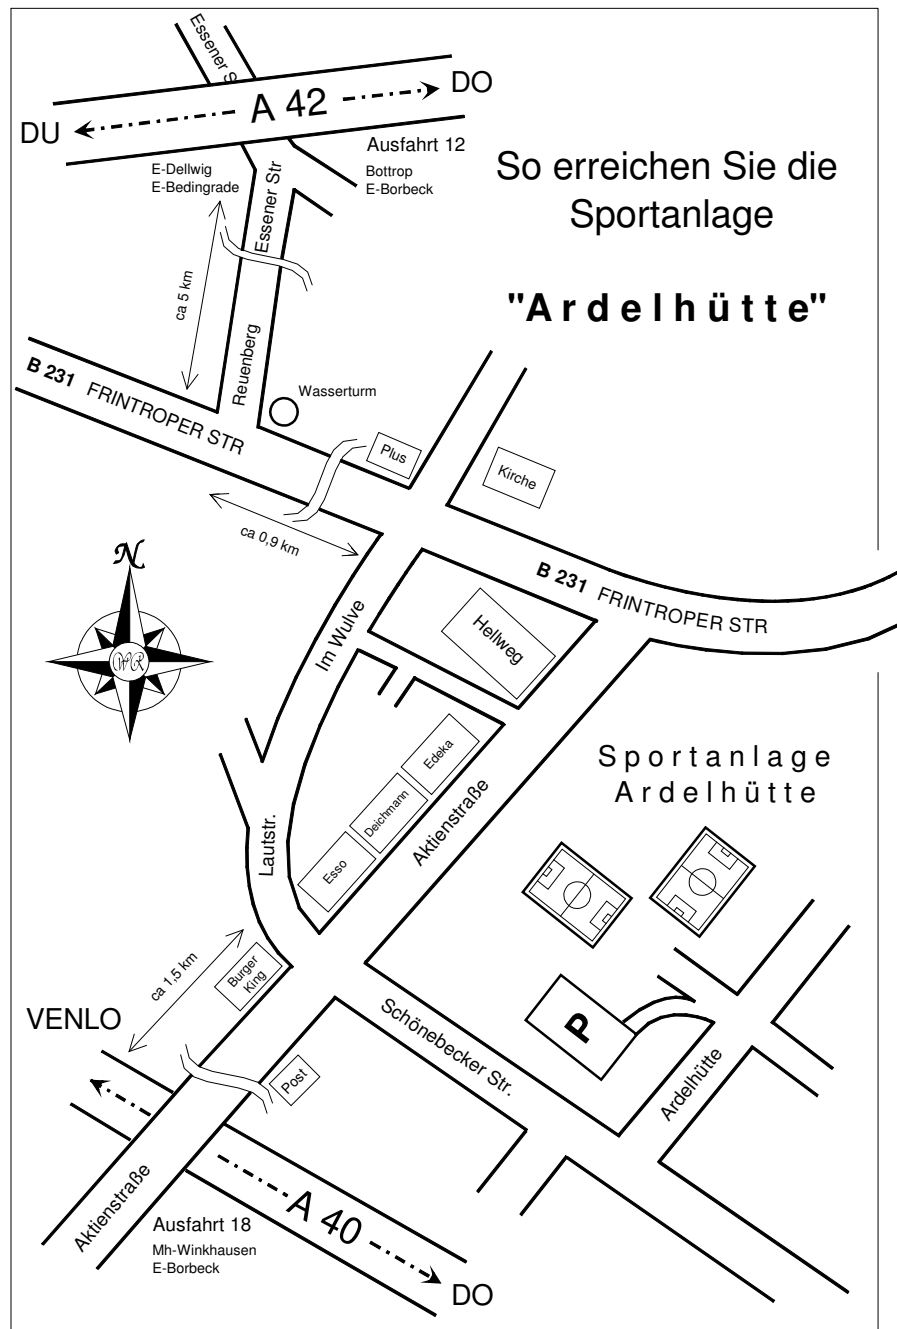 Essener S
DU
A 42
DO
Ausfahrt 12
Bottrop
E-Borbeck
E-Dellwig
E-Bedingrade
So erreichen Sie die
Sportanlage
"Ardelhütte"
Essener Str
ca 5 km
Reuenberg
Wasserturm
B 231 FRINTROPER STR
Plus
Kirche
ca 0,9 km
N
WR
B 231 FRINTROPER STR
Im Wulve
Hellweg
Edeka
Deichmann
Esso
Aktienstraße
Lautstr.
Sportanlage
Ardelhütte
ca 1,5 km
Burger
King
VENLO
Schönebecker Str.
P
Ardelhütte
Post
Aktienstraße
A 40
Ausfahrt 18
Mh-Winkhausen
E-Borbeck
DO